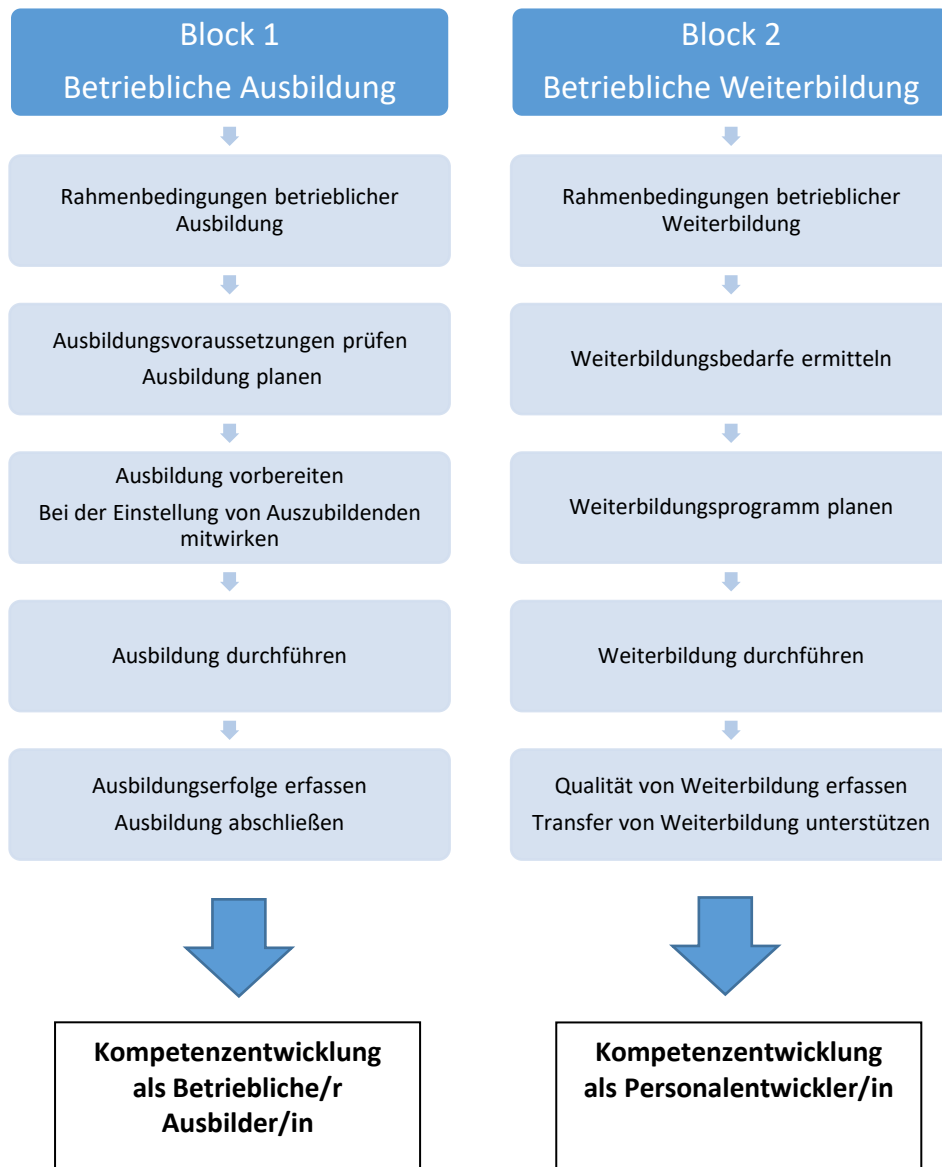 Block 1
Betriebliche Ausbildung
Rahmenbedingungen betrieblicher
Ausbildung
Ausbildungsvoraussetzungen prüfen
Ausbildung planen
Ausbildung vorbereiten
Bei der Einstellung von Auszubildenden
mitwirken
Ausbildung durchführen
Ausbildungserfolge erfassen
Ausbildung abschließen
Kompetenzentwicklung
als Betriebliche/r
Ausbilder/in
Block 2
Betriebliche Weiterbildung
Rahmenbedingungen betrieblicher
Weiterbildung
Weiterbildungsbedarfe ermitteln
Weiterbildungsprogramm planen
Weiterbildung durchführen
Qualität von Weiterbildung erfassen
Transfer von Weiterbildung unterstützen
Kompetenzentwicklung
als Personalentwickler/in